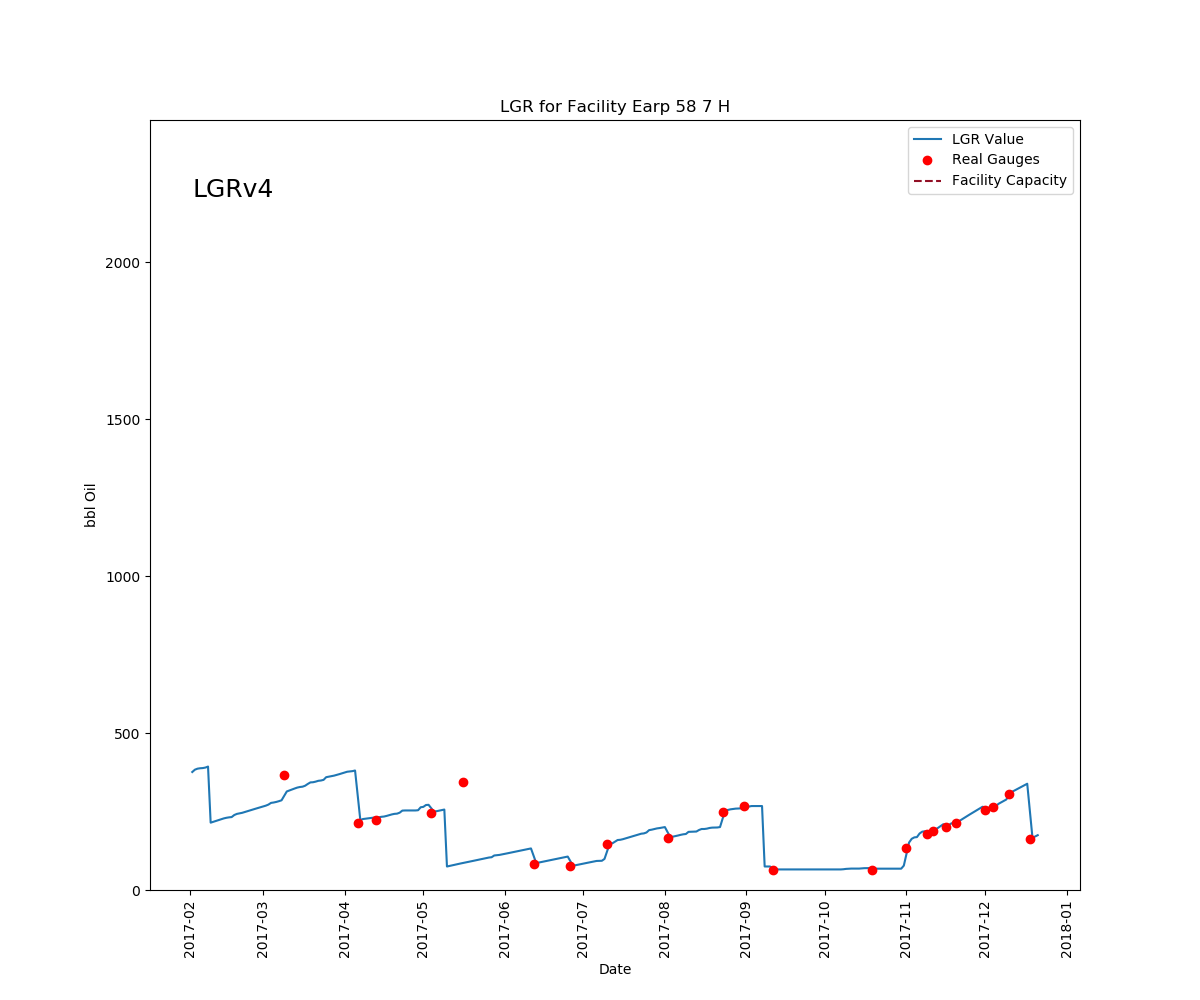 LGR for Facility Earp 58 7 H
LGR Value
Real Gauges
Facility Capacity
LGRv4
2000
1500
1000
500
0
bbl Oil
2017-02
2017-03
2017-04
2017-05
2017-06
2017-07
2017-08
2017-09
2017-10
2017-11
2017-12
2018-01
Date